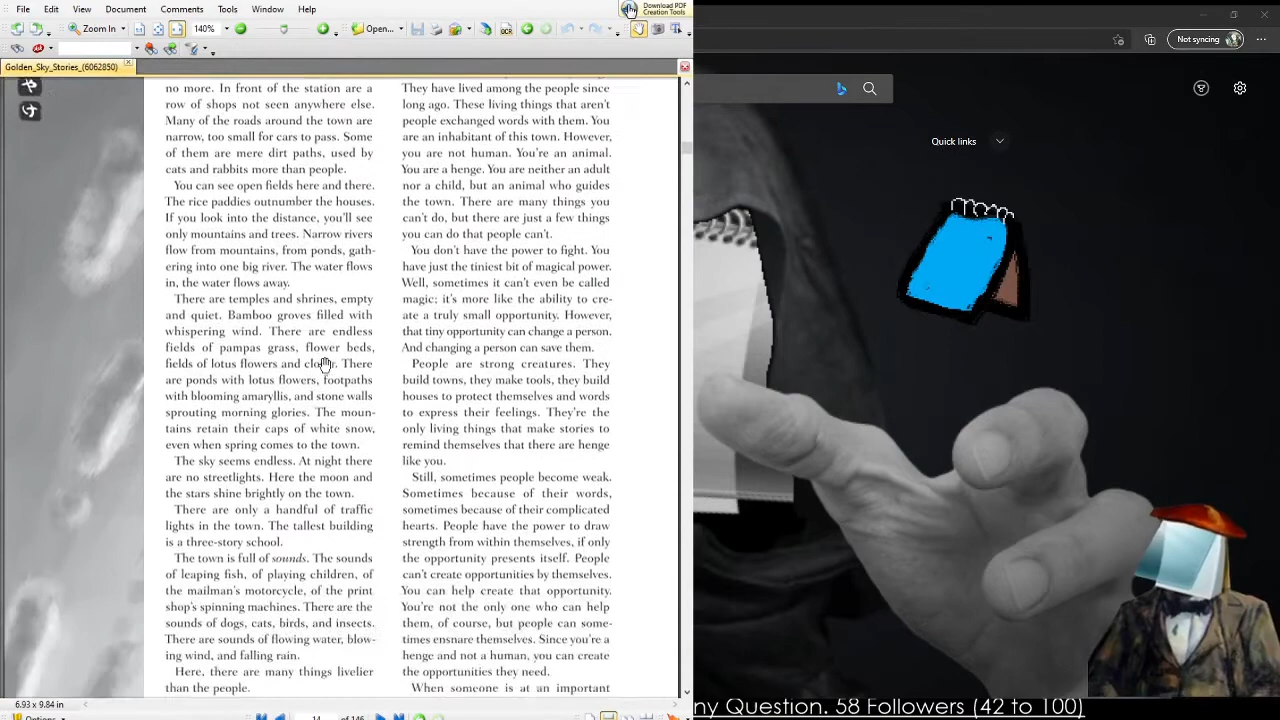 File Edit View Document Comments Tools Window Help
Download PDF
Creation Tools
Zoom In 140% Open...
OCR
Golden_Sky_Stories_(6062850)
no more. In front of the station are a
row of shops not seen anywhere else.
Many of the roads around the town are
narrow, too small for cars to pass. Some
of them are mere dirt paths, used by
cats and rabbits more than people.
You can see open fields here and there.
The rice paddies outnumber the houses.
If you look into the distance, you'll see
only mountains and trees. Narrow rivers
flow from mountains, from ponds, gath-
ering into one big river. The water flows
in, the water flows away.
There are temples and shrines, empty
and quiet. Bamboo groves filled with
whispering wind. There are endless
fields of pampas grass, flower beds,
fields of lotus flowers and There
are ponds with lotus flowers, footpaths
with blooming amaryllis, and stone walls
sprouting morning glories. The moun-
tains retain their caps of white snow,
even when spring comes to the town.
The sky seems endless. At night there
are no streetlights. Here the moon and
the stars shine brightly on the town.
There are only a handful of traffic
lights in the town. The tallest building
is a three-story school.
The town is full of sounds. The sounds
of leaping fish, of playing children, of
the mailman's motorcycle, of the print
shop's spinning machines. There are the
sounds of dogs, cats, birds, and insects.
There are sounds of flowing water, blow-
ing wind, and falling rain.
Here, there are many things livelier
than the people.
They have lived among the people since
long ago. These living things that aren't
people exchanged words with them. You
are an inhabitant of this town. However,
you are not human. You're an animal.
You are a henge. You are neither an adult
nor a child, but an animal who guides
the town. There are many things you
can't do, but there are just a few things
you can do that people can't.
You don't have the power to fight. You
have just the tiniest bit of magical power.
Well, sometimes it can't even be called
magic; it's more like the ability to cre-
ate a truly small opportunity. However,
that tiny opportunity can change a person.
And changing a person can save them.
People are strong creatures. They
build towns, they make tools, they build
houses to protect themselves and words
to express their feelings. They're the
only living things that make stories to
remind themselves that there are henge
like you.
Still, sometimes people become weak.
Sometimes because of their words,
sometimes because of their complicated
hearts. People have the power to draw
strength from within themselves, if only
the opportunity presents itself. People
can't create opportunities by themselves.
You can help create that opportunity.
You're not the only one who can help
them, of course, but people can some-
times ensnare themselves. Since you're a
henge and not a human, you can create
the opportunities they need.
When someone is at an important
6.93 x 9.84 in
Options 14 of 146
Not syncing
Quick links
ny Question. 58 Followers (42 to 100)